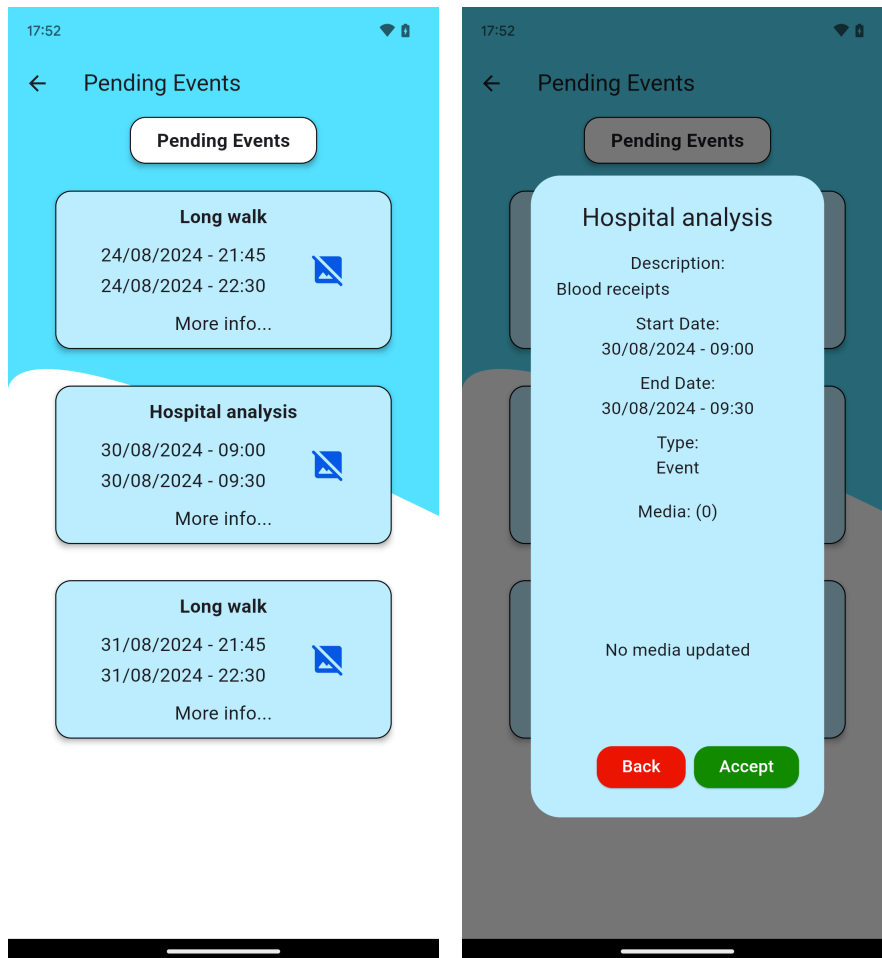 17:52
Pending Events
Pending Events
Long walk
24/08/2024 - 21:45
24/08/2024 - 22:30
More info...
Hospital analysis
30/08/2024 - 09:00
30/08/2024 - 09:30
More info...
Long walk
31/08/2024 - 21:45
31/08/2024 - 22:30
More info...
17:52
Pending Events
Pending Events
Hospital analysis
Description:
Blood receipts
Start Date:
30/08/2024 - 09:00
End Date:
30/08/2024 - 09:30
Type:
Event
Media: (0)
No media updated
Back Accept